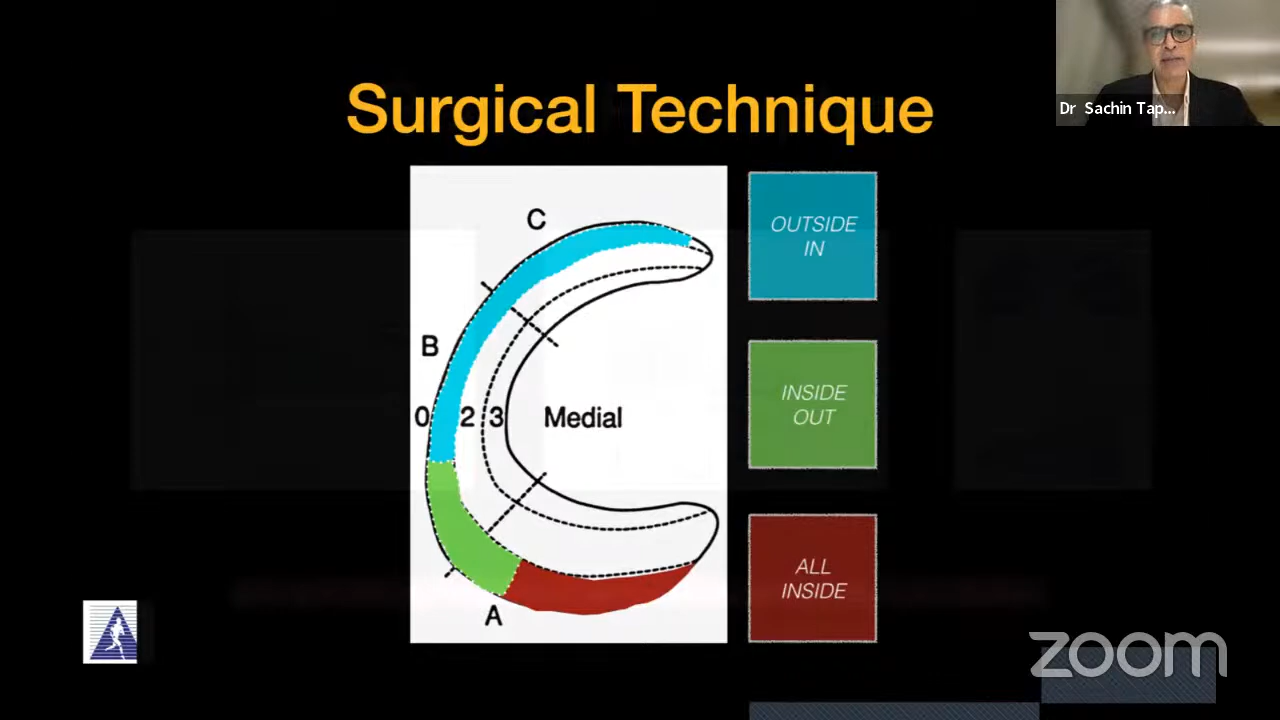 Surgical Technique
Dr Sachin Tap...
C
B
0 2 3 Medial
A
OUTSIDE
IN
INSIDE
OUT
ALL
INSIDE
zoom